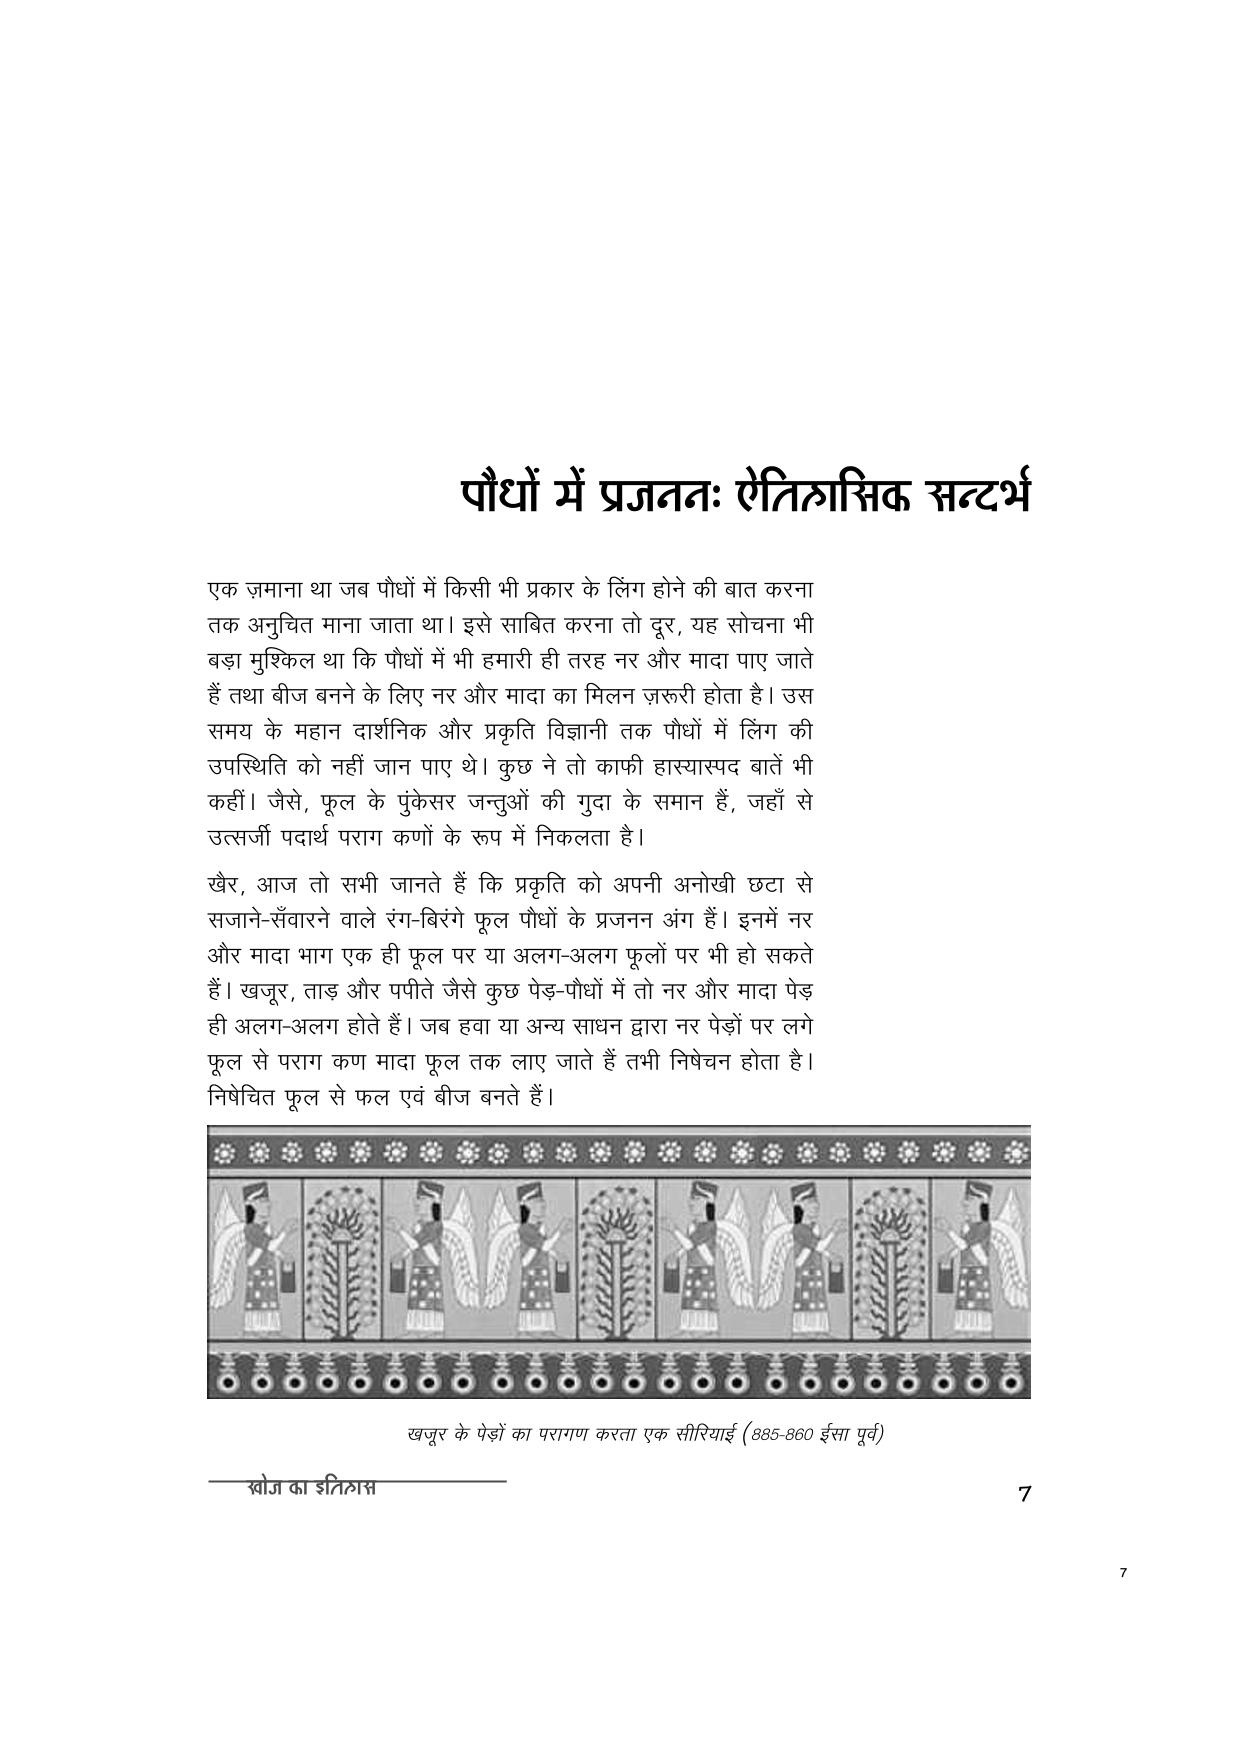 पौधों में प्रजननः ऐतिहासिक सन्दर्भ
एक ज़माना था जब पौधों में किसी भी प्रकार के लिंग होने की बात करना
तक अनुचित माना जाता था। इसे साबित करना तो दूर, यह सोचना भी
बड़ा मुश्किल था कि पौधों में भी हमारी ही तरह नर और मादा पाए जाते
हैं तथा बीज बनने के लिए नर और मादा का मिलन ज़रूरी होता है। उस
समय के महान दार्शनिक और प्रकृति विज्ञानी तक पौधों में लिंग की
उपस्थिति को नहीं जान पाए थे। कुछ ने तो काफी हास्यास्पद बातें भी
कहीं। जैसे, फूल के पुंकेसर जन्तुओं की गुदा के समान हैं, जहाँ से
उत्सर्जी पदार्थ पराग कणों के रूप में निकलता है।
खैर, आज तो सभी जानते हैं कि प्रकृति को अपनी अनोखी छटा से
सजाने-सँवारने वाले रंग-बिरंगे फूल पौधों के प्रजनन अंग हैं। इनमें नर
और मादा भाग एक ही फूल पर या अलग-अलग फूलों पर भी हो सकते
हैं। खजूर, ताड़ और पपीते जैसे कुछ पेड़-पौधों में तो नर और मादा पेड़
ही अलग-अलग होते हैं। जब हवा या अन्य साधन द्वारा नर पेड़ों पर लगे
फूल से पराग कण मादा फूल तक लाए जाते हैं तभी निषेचन होता है।
निषेचित फूल से फल एवं बीज बनते हैं।
खजूर के पेड़ों का परागण करता एक सीरियाई (885-860 ईसा पूर्व)
खोज का इतिहास
7
7